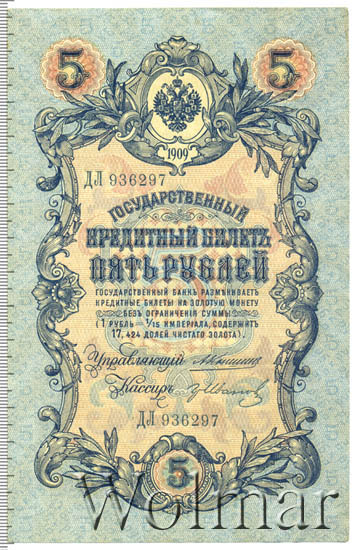 5 5
1909
ДЛ 936297
ГОСУДАРСТВЕННЫЙ
КРЕДИТНЫЙ БИЛЕТЪ
ПЯТЬ РУБЛЕЙ
ГОСУДАРСТВЕННЫЙ БАНКЪ РАЗМѢНИВАЕТЪ
КРЕДИТНЫЕ БИЛЕТЫ НА ЗОЛОТУЮ МОНЕТУ
БЕЗЪ ОГРАНИЧЕНІЯ СУММЫ
(1 РУБЛЬ = 1/15 ИМПЕРІАЛА, СОДЕРЖИТЪ
17,424 ДОЛЕЙ ЧИСТАГО ЗОЛОТА).
Управляющій
Кассиръ
ДЛ 936297
5
Wolmar